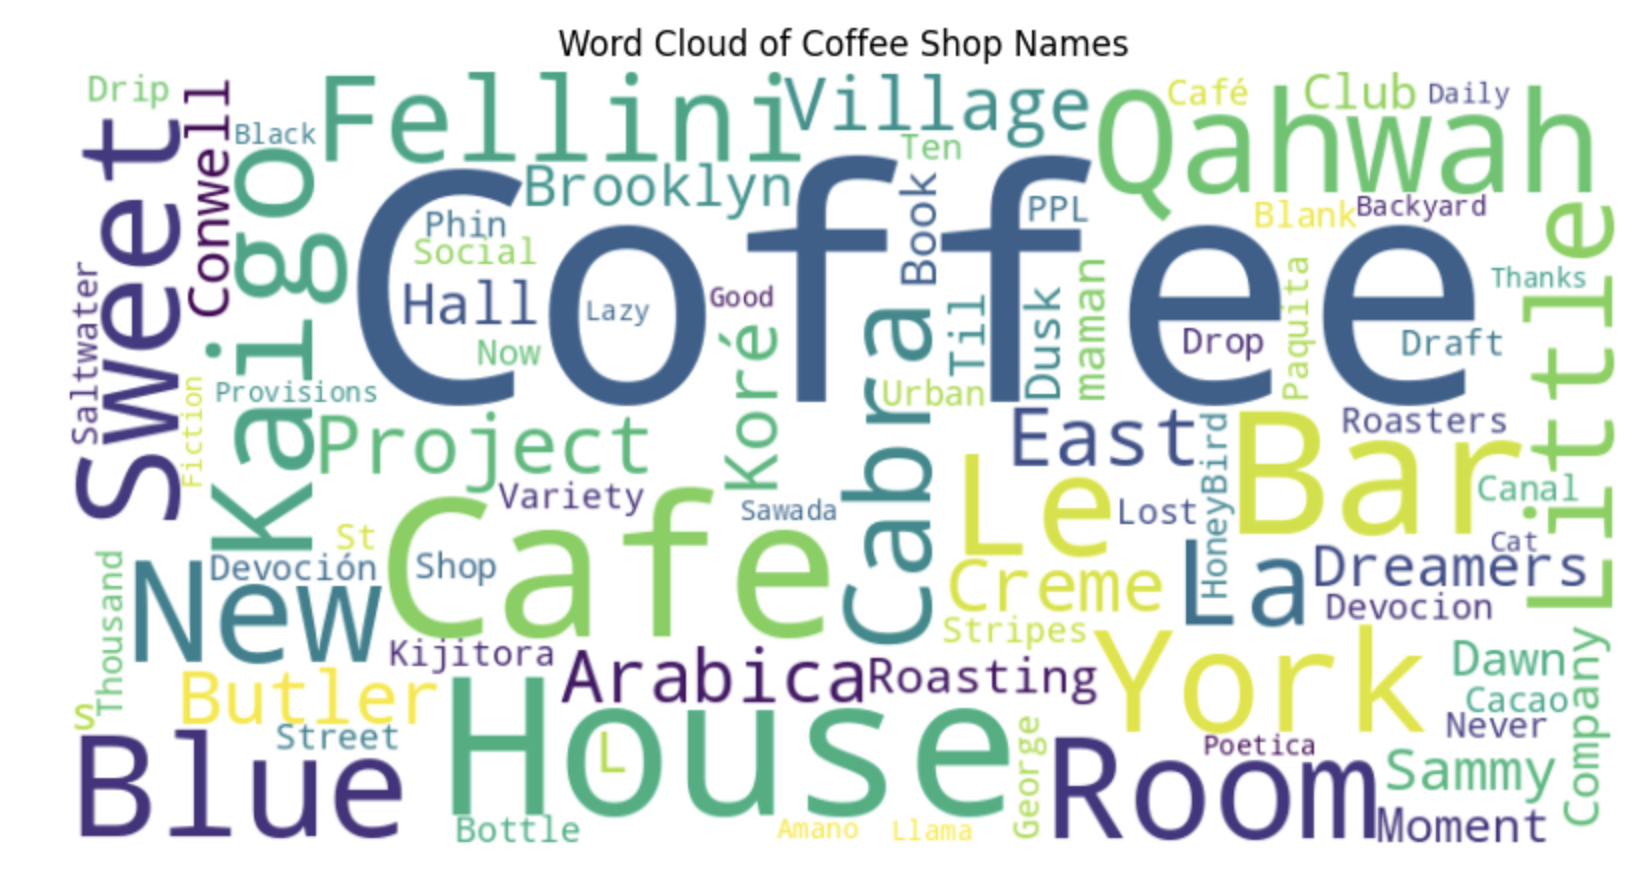 Word Cloud of Coffee Shop Names
Drip
Conwell
Black
Fellini
Village
Café
Club
Daily
Qahwah
Sweet
Kaigo
Brooklyn
Ten
Book
PPL
Blank
Backyard
Coffee
Phin
Social
Hall
Lazy
Good
Now
Koré
Cabra
Til
Dusk
maman
Drop
Paquita
Draft
Thanks
Little
Saltwater
Fiction
Provisions
Urban
Project
East
HoneyBird
Bar
Roasters
Variety
Sawada
Le
Lost
Canal
St
Cafe
Cat
Devoción
Shop
Creme
La
Dreamers
Devocion
Thousand
New
Stripes
Kijitora
Arabica
Roasting
York
Dawn
Butler
s
Cacao
Company
Street
House
L
George
Never
Poetica
Blue
Room
Sammy
Bottle
Amano
Llama
Moment